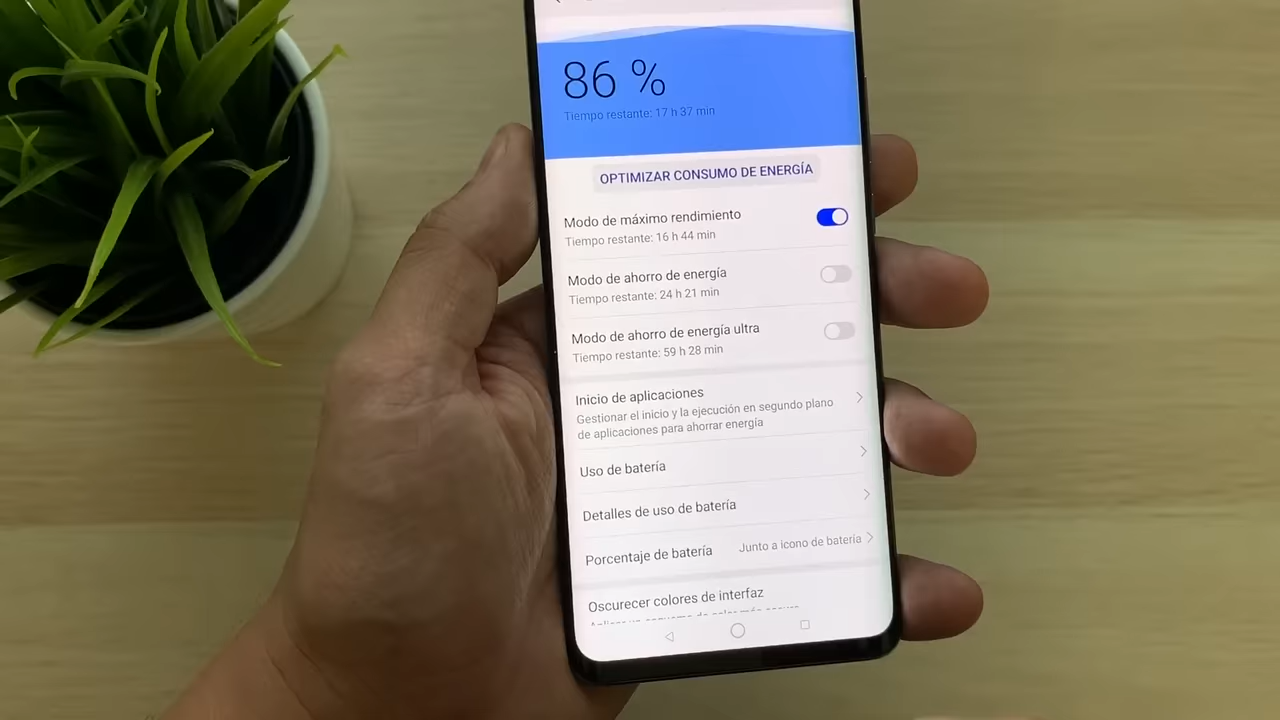 86 %
Tiempo restante: 17 h 37 min
OPTIMIZAR CONSUMO DE ENERGÍA
Modo de máximo rendimiento
Tiempo restante: 16 h 44 min
Modo de ahorro de energía
Tiempo restante: 24 h 21 min
Modo de ahorro de energía ultra
Tiempo restante: 59 h 28 min
Inicio de aplicaciones
Gestionar el inicio y la ejecución en segundo plano
de aplicaciones para ahorrar energía
Uso de batería
Detalles de uso de batería
Porcentaje de batería Junto a icono de batería
Oscurecer colores de interfaz